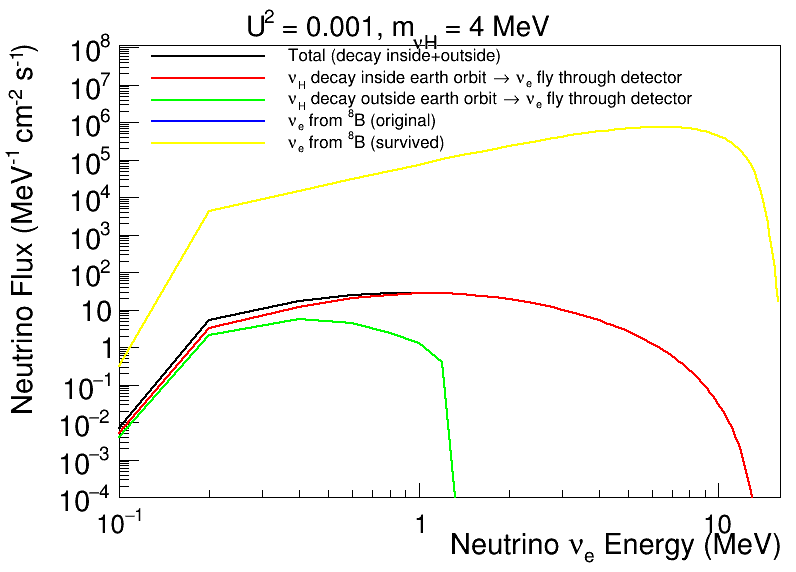 U² = 0.001, m_νH = 4 MeV
Total (decay inside+outside)
ν_H decay inside earth orbit → ν_e fly through detector
ν_H decay outside earth orbit → ν_e fly through detector
ν_e from ⁸B (original)
ν_e from ⁸B (survived)
Neutrino Flux (MeV⁻¹ cm⁻² s⁻¹)
10⁸
10⁷
10⁶
10⁵
10⁴
10³
10²
10
1
10⁻¹
10⁻²
10⁻³
10⁻⁴
10⁻¹ 1 10
Neutrino ν_e Energy (MeV)